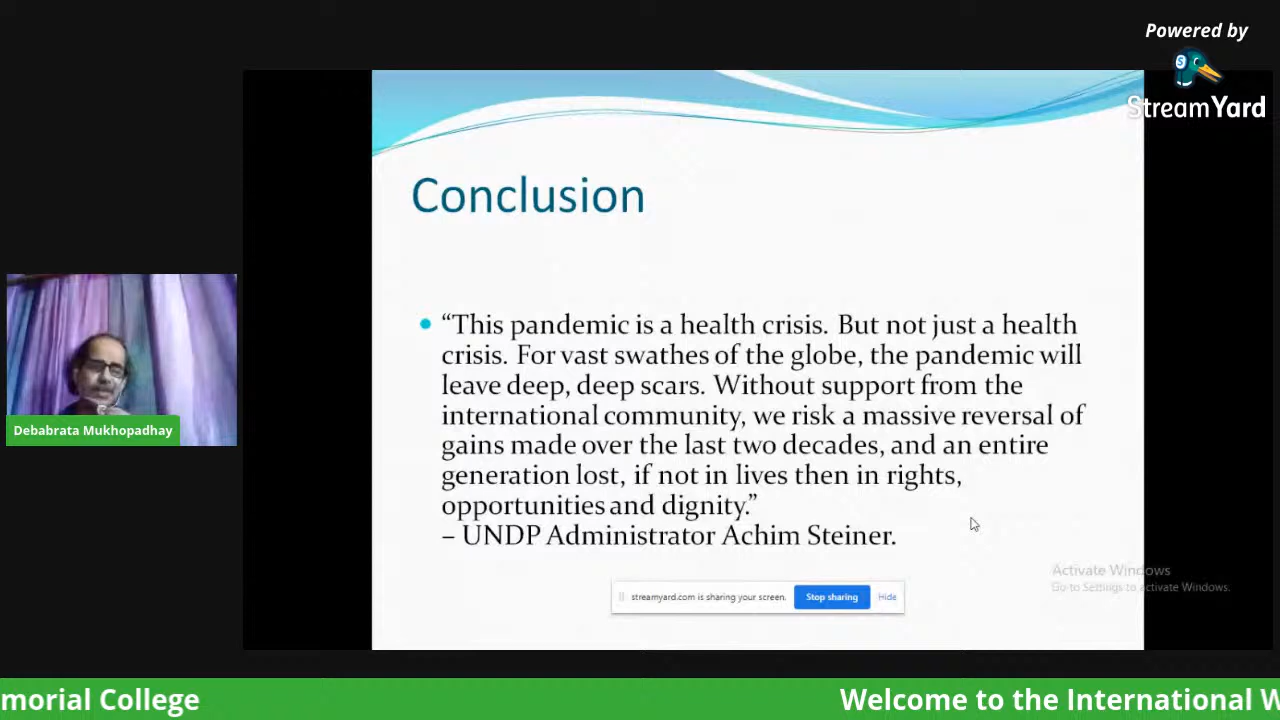 Powered by
StreamYard
Conclusion
“This pandemic is a health crisis. But not just a health
crisis. For vast swathes of the globe, the pandemic will
leave deep, deep scars. Without support from the
international community, we risk a massive reversal of
gains made over the last two decades, and an entire
generation lost, if not in lives then in rights,
opportunities and dignity.”
– UNDP Administrator Achim Steiner.
Debabrata Mukhopadhay
Activate Windows
Go to Settings to activate Windows.
streamyard.com is sharing your screen. Stop sharing Hide
morial College Welcome to the International W